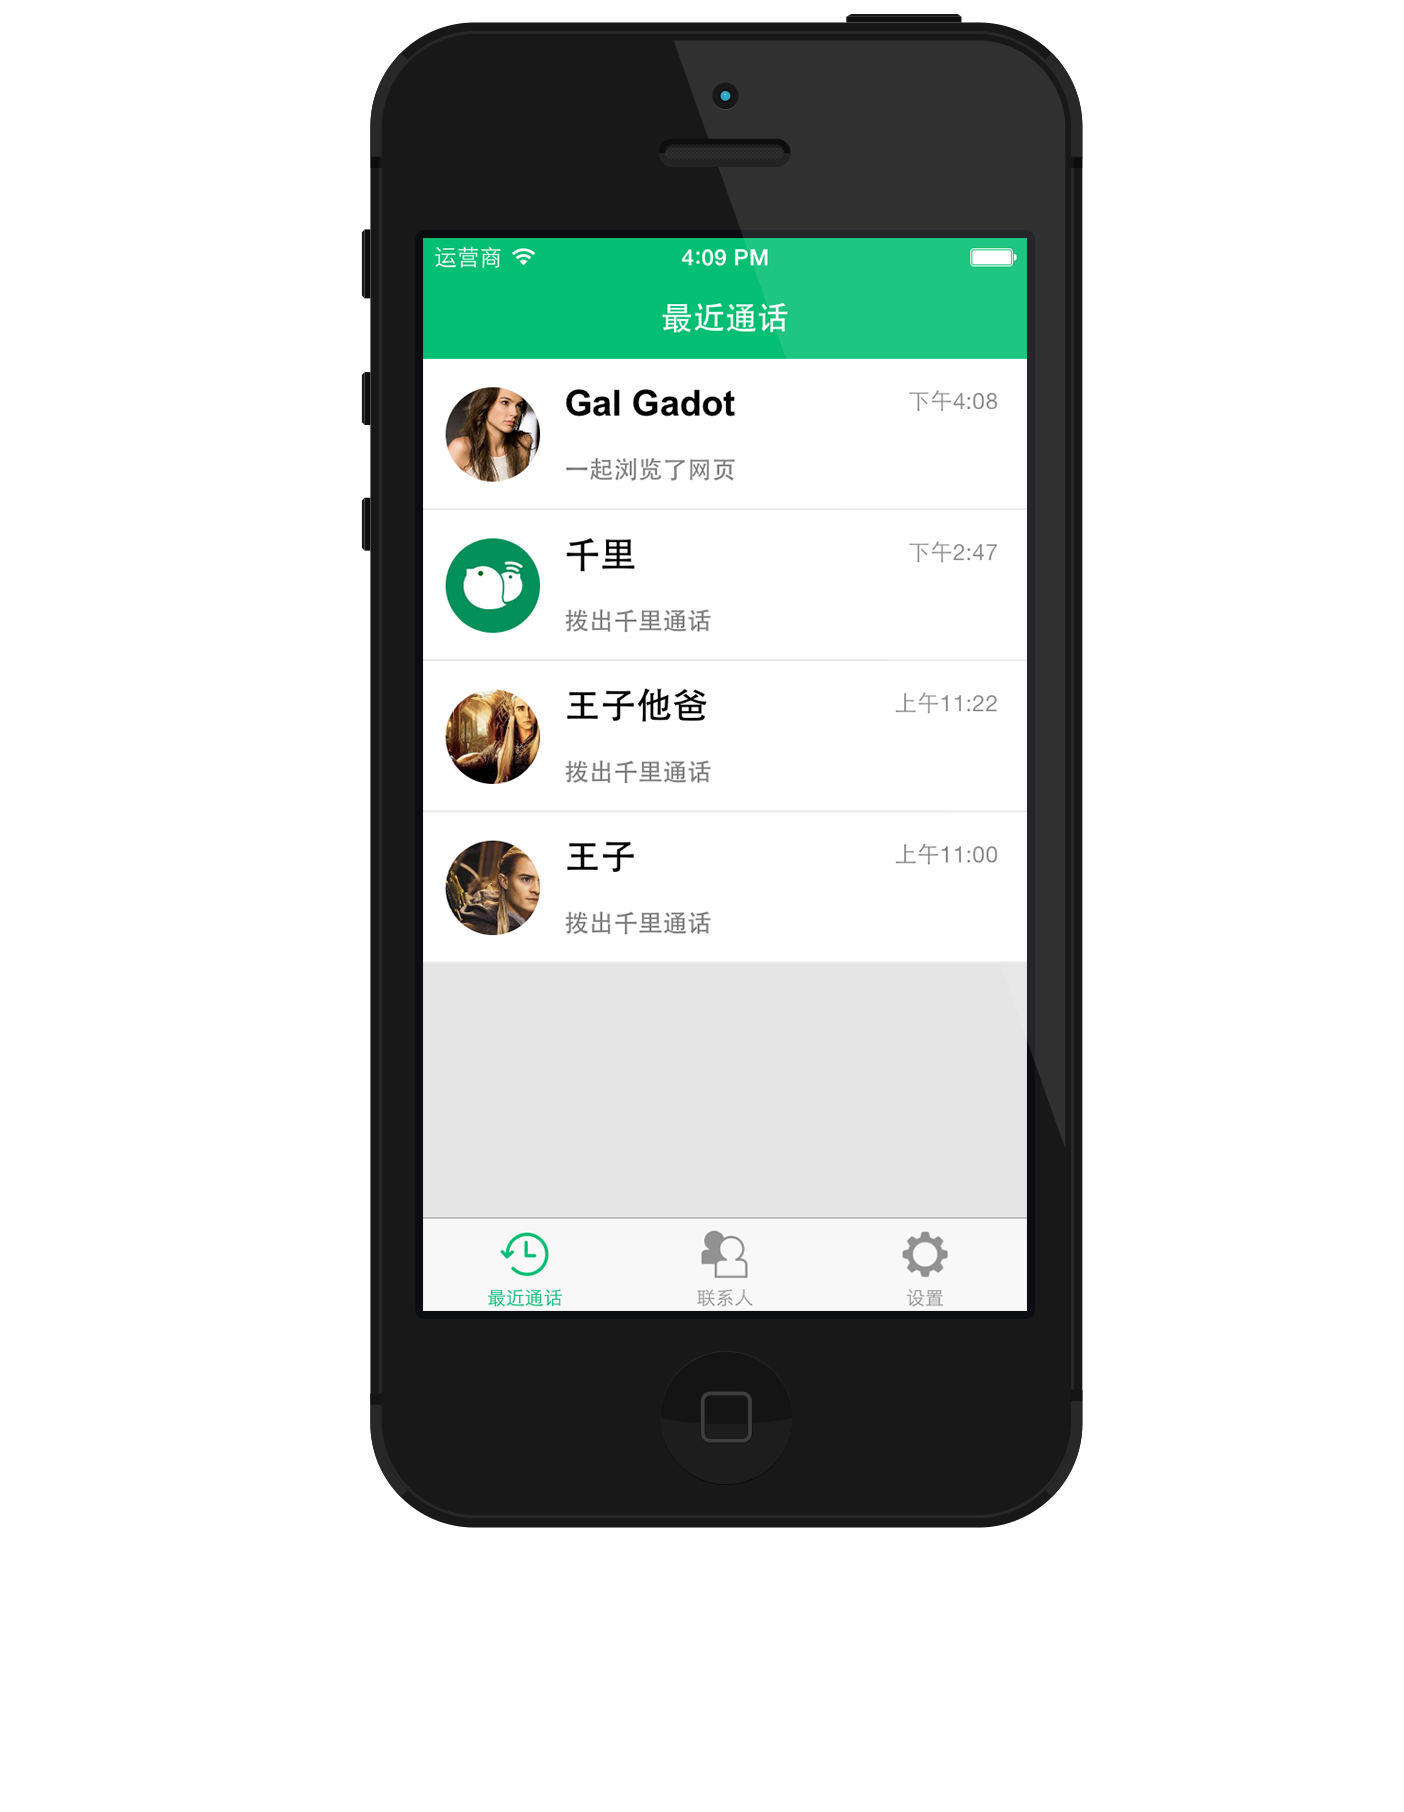 运营商 4:09 PM
最近通话
Gal Gadot 下午4:08
一起浏览了网页
千里 下午2:47
拨出千里通话
王子他爸 上午11:22
拨出千里通话
王子 上午11:00
拨出千里通话
最近通话 联系人 设置